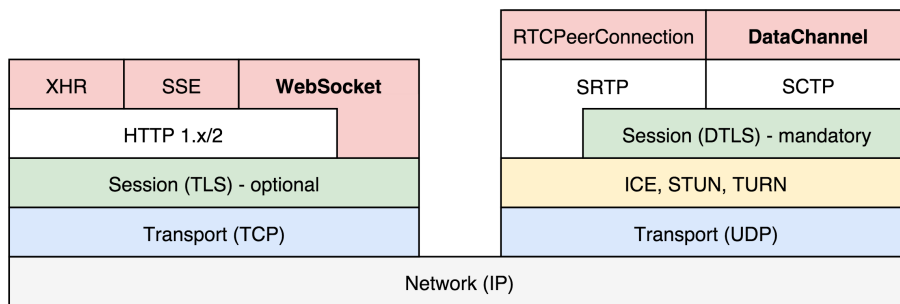 RTCPeerConnection
DataChannel
XHR
SSE
WebSocket
SRTP
SCTP
HTTP 1.x/2
Session (DTLS) - mandatory
Session (TLS) - optional
ICE, STUN, TURN
Transport (TCP)
Transport (UDP)
Network (IP)